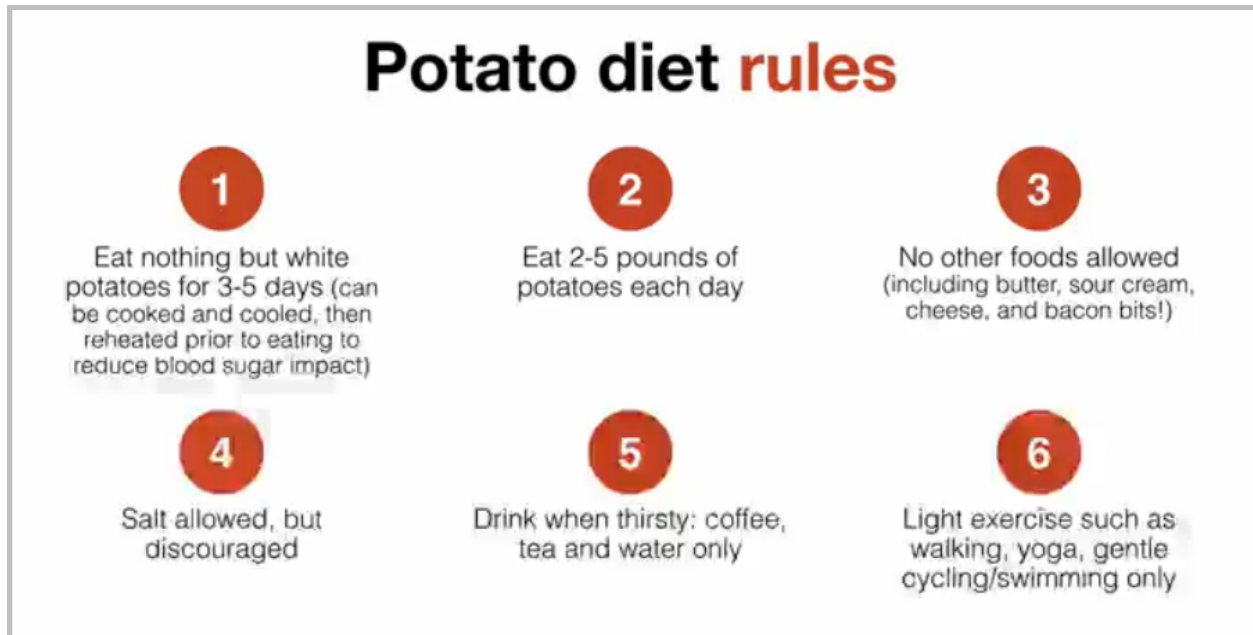 Potato diet rules
1
Eat nothing but white
potatoes for 3-5 days (can
be cooked and cooled, then
reheated prior to eating to
reduce blood sugar impact)
2
Eat 2-5 pounds of
potatoes each day
3
No other foods allowed
(including butter, sour cream,
cheese, and bacon bits!)
4
Salt allowed, but
discouraged
5
Drink when thirsty: coffee,
tea and water only
6
Light exercise such as
walking, yoga, gentle
cycling/swimming only